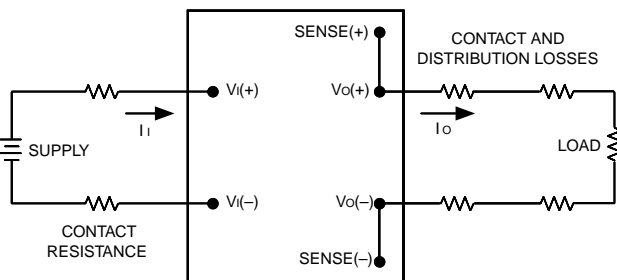 SENSE(+)
CONTACT AND
DISTRIBUTION LOSSES
VI(+)
VO(+)
II
IO
SUPPLY
LOAD
VI(–)
VO(–)
CONTACT
RESISTANCE
SENSE(–)